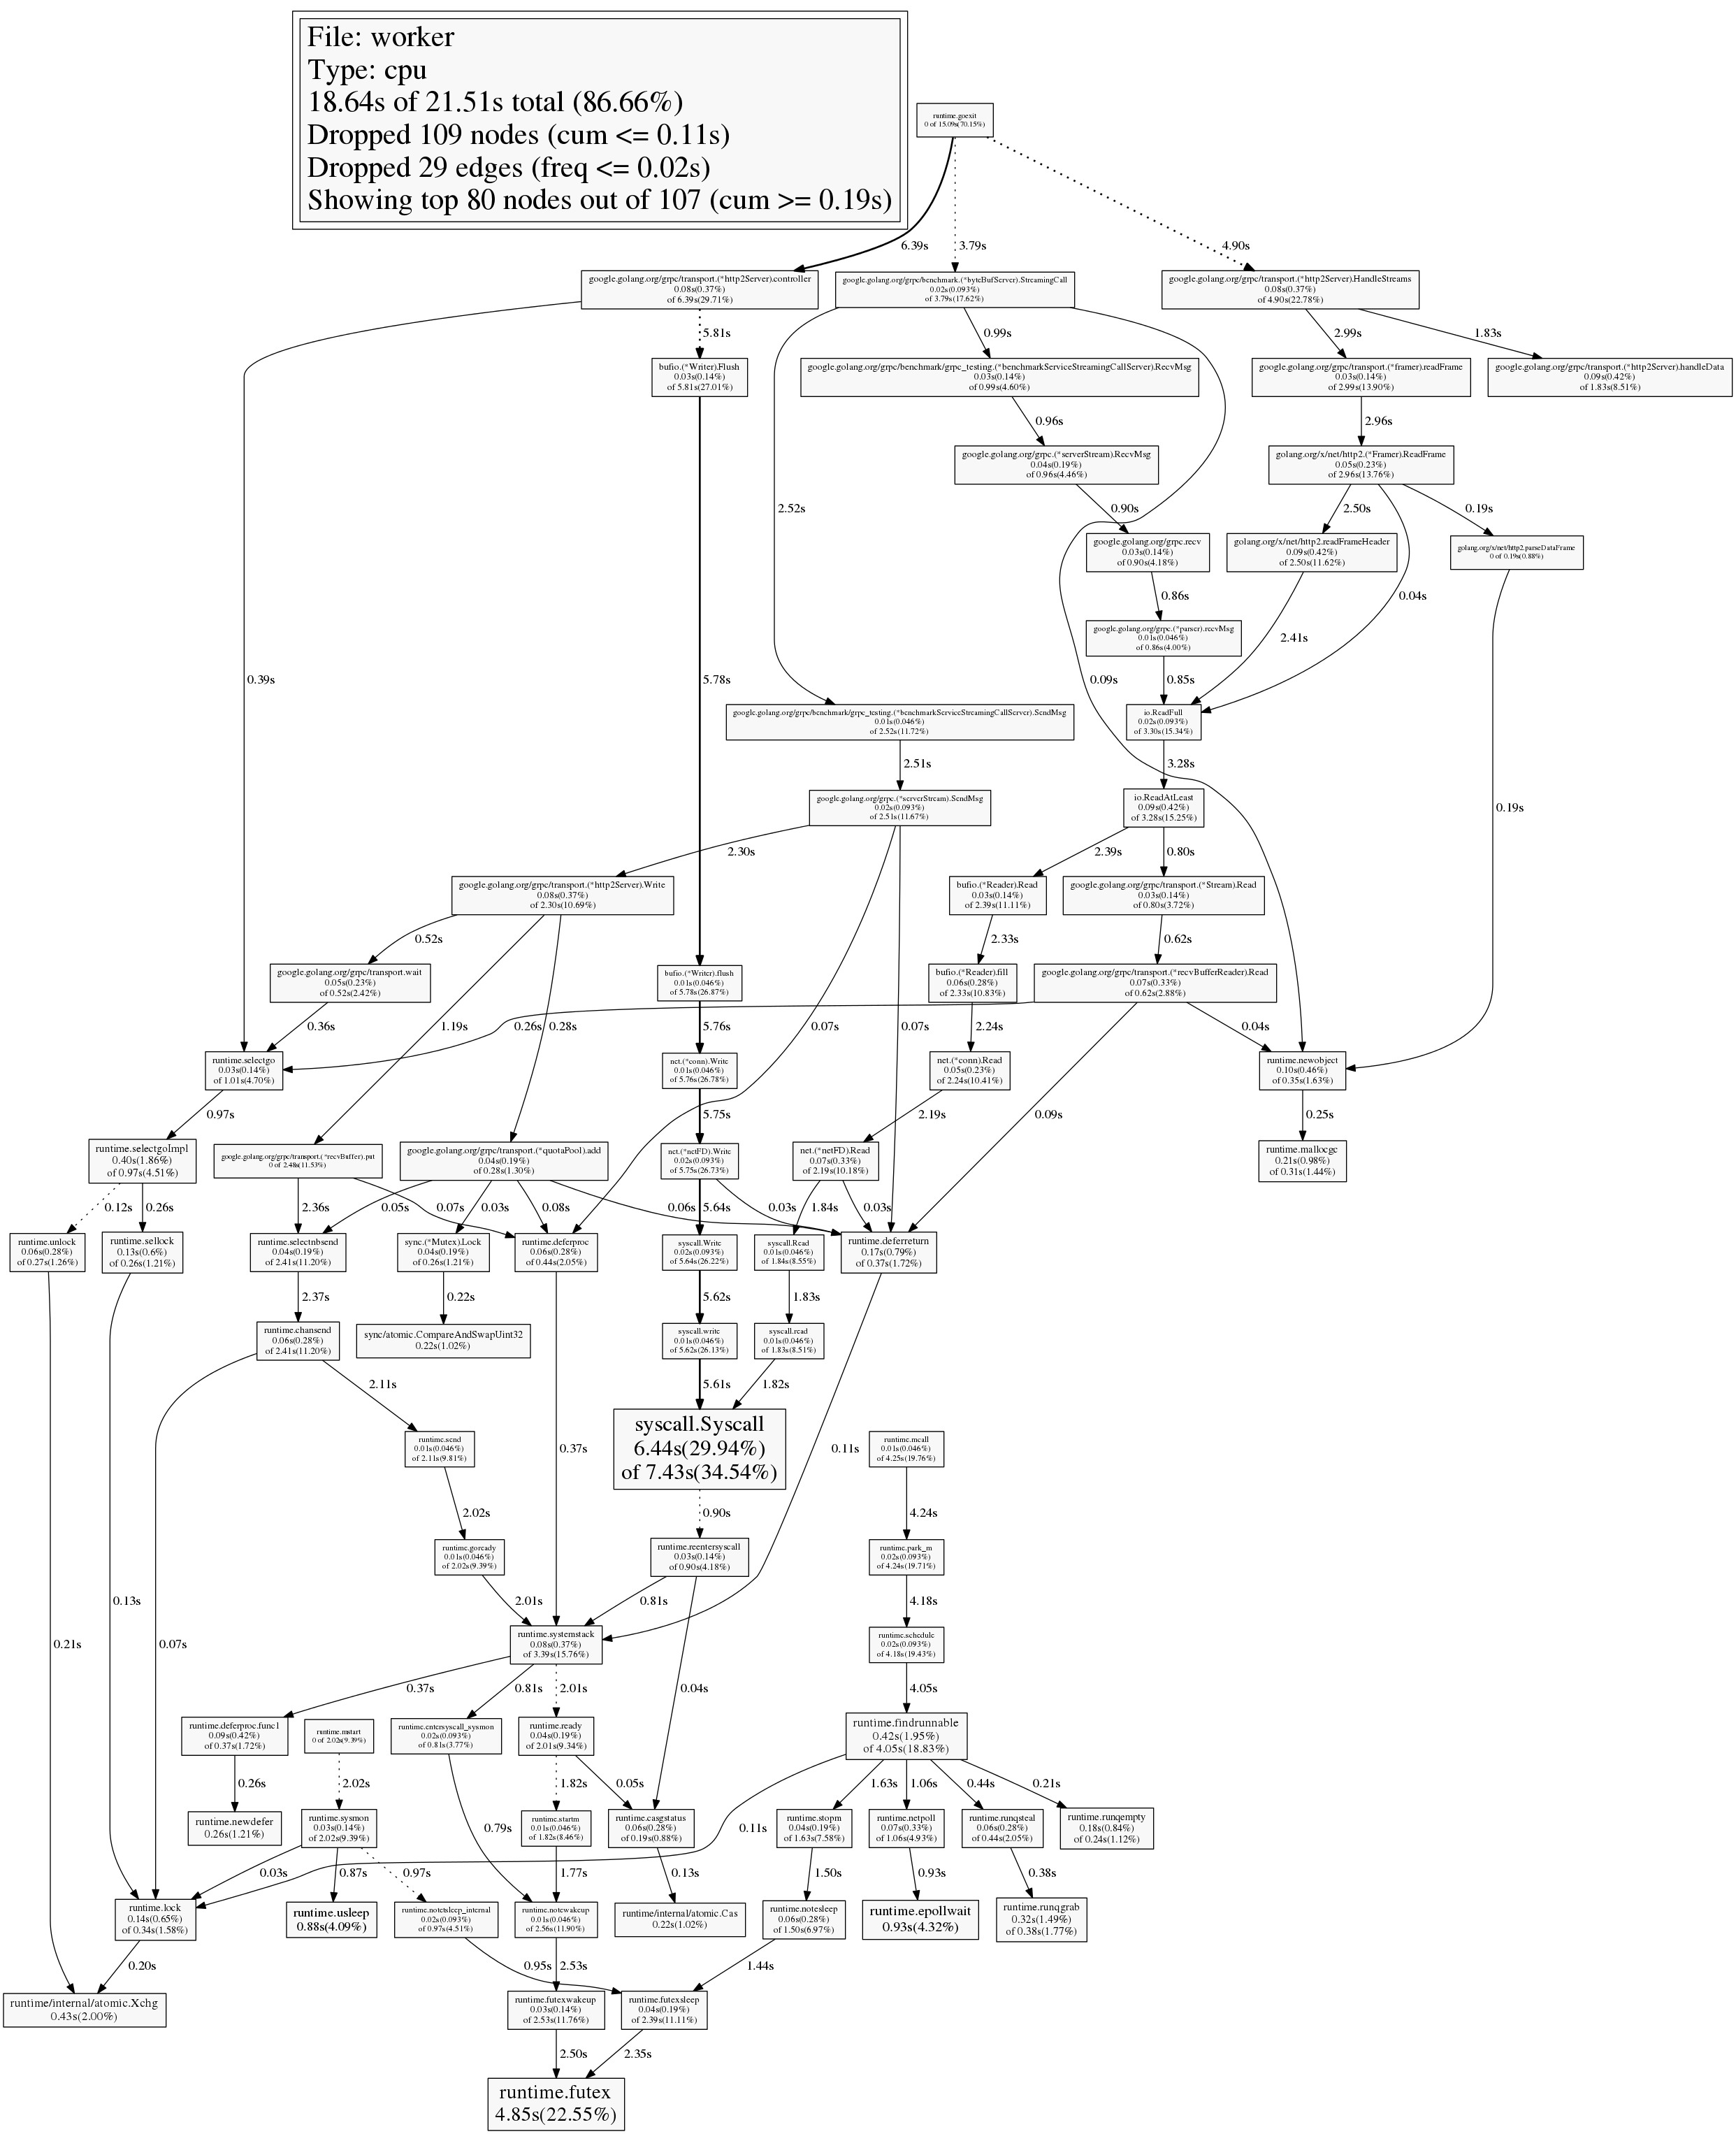 File: worker
Type: cpu
18.64s of 21.51s total (86.66%)
Dropped 109 nodes (cum <= 0.11s)
Dropped 29 edges (freq <= 0.02s)
Showing top 80 nodes out of 107 (cum >= 0.19s)
runtime.goexit
0 of 15.09s(70.15%)
6.39s
3.79s
4.90s
google.golang.org/grpc/transport.(*http2Server).controller
0.08s(0.37%)
of 6.39s(29.71%)
google.golang.org/grpc/benchmark.(*byteBufServer).StreamingCall
0.02s(0.093%)
of 3.79s(17.62%)
google.golang.org/grpc/transport.(*http2Server).HandleStreams
0.08s(0.37%)
of 4.90s(22.78%)
5.81s
0.99s
2.99s
1.83s
bufio.(*Writer).Flush
0.03s(0.14%)
of 5.81s(27.01%)
google.golang.org/grpc/benchmark/grpc_testing.(*benchmarkServiceStreamingCallServer).RecvMsg
0.03s(0.14%)
of 0.99s(4.60%)
google.golang.org/grpc/transport.(*framer).readFrame
0.03s(0.14%)
of 2.99s(13.90%)
google.golang.org/grpc/transport.(*http2Server).handleData
0.09s(0.42%)
of 1.83s(8.51%)
0.96s
2.96s
google.golang.org/grpc.(*serverStream).RecvMsg
0.04s(0.19%)
of 0.96s(4.46%)
golang.org/x/net/http2.(*Framer).ReadFrame
0.05s(0.23%)
of 2.96s(13.76%)
2.52s
0.90s
2.50s
0.19s
google.golang.org/grpc.recv
0.03s(0.14%)
of 0.90s(4.18%)
golang.org/x/net/http2.readFrameHeader
0.09s(0.42%)
of 2.50s(11.62%)
golang.org/x/net/http2.parseDataFrame
0 of 0.19s(0.88%)
0.86s
0.04s
google.golang.org/grpc.(*parser).recvMsg
0.01s(0.046%)
of 0.86s(4.00%)
2.41s
0.39s
5.78s
0.09s
0.85s
google.golang.org/grpc/benchmark/grpc_testing.(*benchmarkServiceStreamingCallServer).SendMsg
0.01s(0.046%)
of 2.52s(11.72%)
io.ReadFull
0.02s(0.093%)
of 3.30s(15.34%)
2.51s
3.28s
google.golang.org/grpc.(*serverStream).SendMsg
0.02s(0.093%)
of 2.51s(11.67%)
io.ReadAtLeast
0.09s(0.42%)
of 3.28s(15.25%)
0.19s
2.30s
2.39s
0.80s
google.golang.org/grpc/transport.(*http2Server).Write
0.08s(0.37%)
of 2.30s(10.69%)
bufio.(*Reader).Read
0.03s(0.14%)
of 2.39s(11.11%)
google.golang.org/grpc/transport.(*Stream).Read
0.03s(0.14%)
of 0.80s(3.72%)
0.52s
2.33s
0.62s
google.golang.org/grpc/transport.wait
0.05s(0.23%)
of 0.52s(2.42%)
bufio.(*Writer).flush
0.01s(0.046%)
of 5.78s(26.87%)
bufio.(*Reader).fill
0.06s(0.28%)
of 2.33s(10.83%)
google.golang.org/grpc/transport.(*recvBufferReader).Read
0.07s(0.33%)
of 0.62s(2.88%)
0.36s
1.19s
0.26s
0.28s
5.76s
0.07s
0.07s
2.24s
0.04s
runtime.selectgo
0.03s(0.14%)
of 1.01s(4.70%)
net.(*conn).Write
0.01s(0.046%)
of 5.76s(26.78%)
net.(*conn).Read
0.05s(0.23%)
of 2.24s(10.41%)
runtime.newobject
0.10s(0.46%)
of 0.35s(1.63%)
0.97s
5.75s
2.19s
0.09s
0.25s
runtime.selectgoImpl
0.40s(1.86%)
of 0.97s(4.51%)
google.golang.org/grpc/transport.(*recvBuffer).put
0 of 2.48s(11.53%)
google.golang.org/grpc/transport.(*quotaPool).add
0.04s(0.19%)
of 0.28s(1.30%)
net.(*netFD).Write
0.02s(0.093%)
of 5.75s(26.73%)
net.(*netFD).Read
0.07s(0.33%)
of 2.19s(10.18%)
runtime.mallocgc
0.21s(0.98%)
of 0.31s(1.44%)
0.12s
0.26s
2.36s
0.05s
0.07s
0.03s
0.08s
0.06s
5.64s
0.03s
1.84s
0.03s
runtime.unlock
0.06s(0.28%)
of 0.27s(1.26%)
runtime.sellock
0.13s(0.6%)
of 0.26s(1.21%)
runtime.selectnbsend
0.04s(0.19%)
of 2.41s(11.20%)
sync.(*Mutex).Lock
0.04s(0.19%)
of 0.26s(1.21%)
runtime.deferproc
0.06s(0.28%)
of 0.44s(2.05%)
syscall.Write
0.02s(0.093%)
of 5.64s(26.22%)
syscall.Read
0.01s(0.046%)
of 1.84s(8.55%)
runtime.deferreturn
0.17s(0.79%)
of 0.37s(1.72%)
2.37s
0.22s
5.62s
1.83s
runtime.chansend
0.06s(0.28%)
of 2.41s(11.20%)
sync/atomic.CompareAndSwapUint32
0.22s(1.02%)
syscall.write
0.01s(0.046%)
of 5.62s(26.13%)
syscall.read
0.01s(0.046%)
of 1.83s(8.51%)
2.11s
5.61s
1.82s
runtime.send
0.01s(0.046%)
of 2.11s(9.81%)
0.37s
syscall.Syscall
6.44s(29.94%)
of 7.43s(34.54%)
0.11s
runtime.mcall
0.01s(0.046%)
of 4.25s(19.76%)
2.02s
0.90s
4.24s
runtime.goready
0.01s(0.046%)
of 2.02s(9.39%)
runtime.reentersyscall
0.03s(0.14%)
of 0.90s(4.18%)
runtime.park_m
0.02s(0.093%)
of 4.24s(19.71%)
0.13s
2.01s
0.81s
4.18s
0.21s
0.07s
runtime.systemstack
0.08s(0.37%)
of 3.39s(15.76%)
runtime.schedule
0.02s(0.093%)
of 4.18s(19.43%)
0.37s
0.81s
2.01s
0.04s
4.05s
runtime.deferproc.func1
0.09s(0.42%)
of 0.37s(1.72%)
runtime.mstart
0 of 2.02s(9.39%)
runtime.entersyscall_sysmon
0.02s(0.093%)
of 0.81s(3.77%)
runtime.ready
0.04s(0.19%)
of 2.01s(9.34%)
runtime.findrunnable
0.42s(1.95%)
of 4.05s(18.83%)
0.26s
2.02s
1.82s
0.05s
1.63s
1.06s
0.44s
0.21s
runtime.newdefer
0.26s(1.21%)
runtime.sysmon
0.03s(0.14%)
of 2.02s(9.39%)
0.79s
runtime.startm
0.01s(0.046%)
of 1.82s(8.46%)
runtime.casgstatus
0.06s(0.28%)
of 0.19s(0.88%)
0.11s
runtime.stopm
0.04s(0.19%)
of 1.63s(7.58%)
runtime.netpoll
0.07s(0.33%)
of 1.06s(4.93%)
runtime.runqsteal
0.06s(0.28%)
of 0.44s(2.05%)
runtime.runqempty
0.18s(0.84%)
of 0.24s(1.12%)
0.03s
0.87s
0.97s
1.77s
0.13s
1.50s
0.93s
0.38s
runtime.lock
0.14s(0.65%)
of 0.34s(1.58%)
runtime.usleep
0.88s(4.09%)
runtime.notetsleep_internal
0.02s(0.093%)
of 0.97s(4.51%)
runtime.notewakeup
0.01s(0.046%)
of 2.56s(11.90%)
runtime/internal/atomic.Cas
0.22s(1.02%)
runtime.notesleep
0.06s(0.28%)
of 1.50s(6.97%)
runtime.epollwait
0.93s(4.32%)
runtime.runqgrab
0.32s(1.49%)
of 0.38s(1.77%)
0.20s
0.95s
2.53s
1.44s
runtime/internal/atomic.Xchg
0.43s(2.00%)
runtime.futexwakeup
0.03s(0.14%)
of 2.53s(11.76%)
runtime.futexsleep
0.04s(0.19%)
of 2.39s(11.11%)
2.50s
2.35s
runtime.futex
4.85s(22.55%)